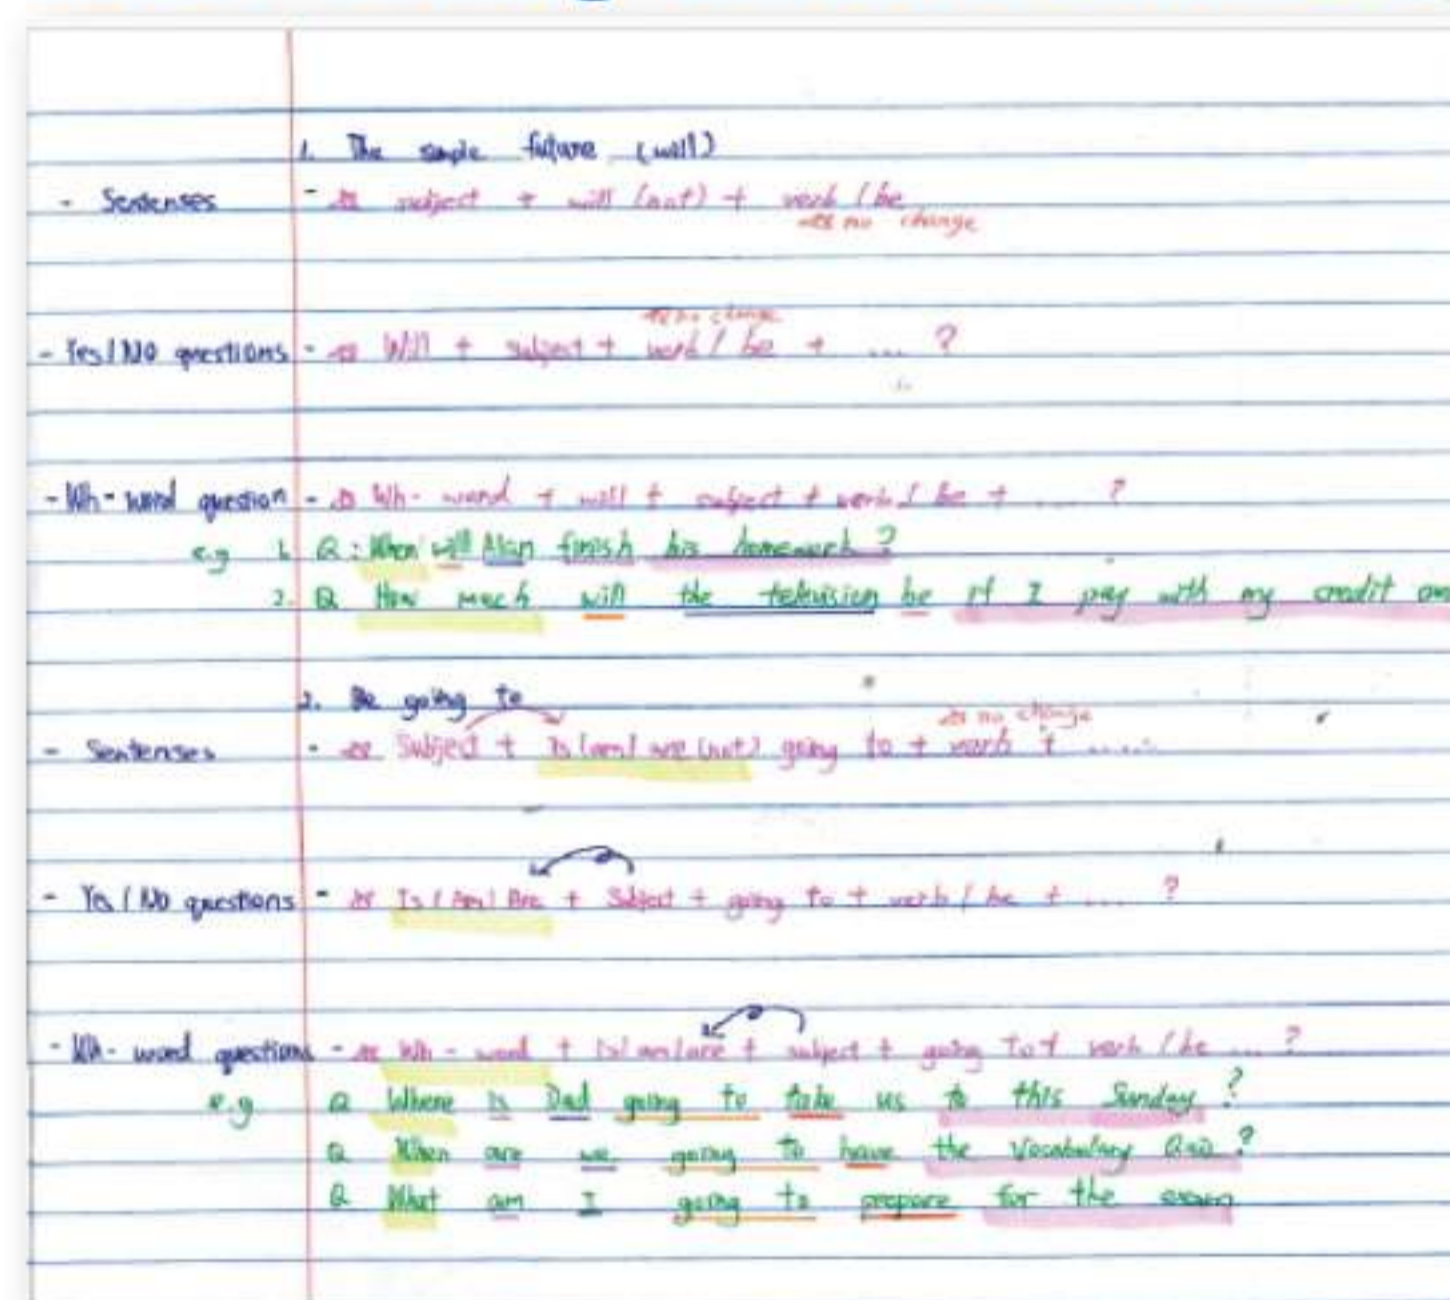 1. The simple future (will)
- Sentenses - subject + will (not) + verb / be
no change
no change
- Yes / No questions - Will + subject + verb / be + ... ?
- Wh- word question - Wh- word + will + subject + verb / be + .... ?
e.g 1. Q: When will Alan finish his homework?
2. Q How much will the television be if I pay with my credit
2. Be going to
no change
- Sentenses - Subject + Is / am / are (not) going to + verb + ......
- Yes / No questions - Is / Am / Are + Subject + going to + verb / be + .... ?
- Wh- word questions - Wh- word + Is / am / are + subject + going to + verb / be ... ?
e.g Q Where is Dad going to take us to this Sunday?
Q When are we going to have the Vocabulary ?
Q What am I going to prepare for the exam